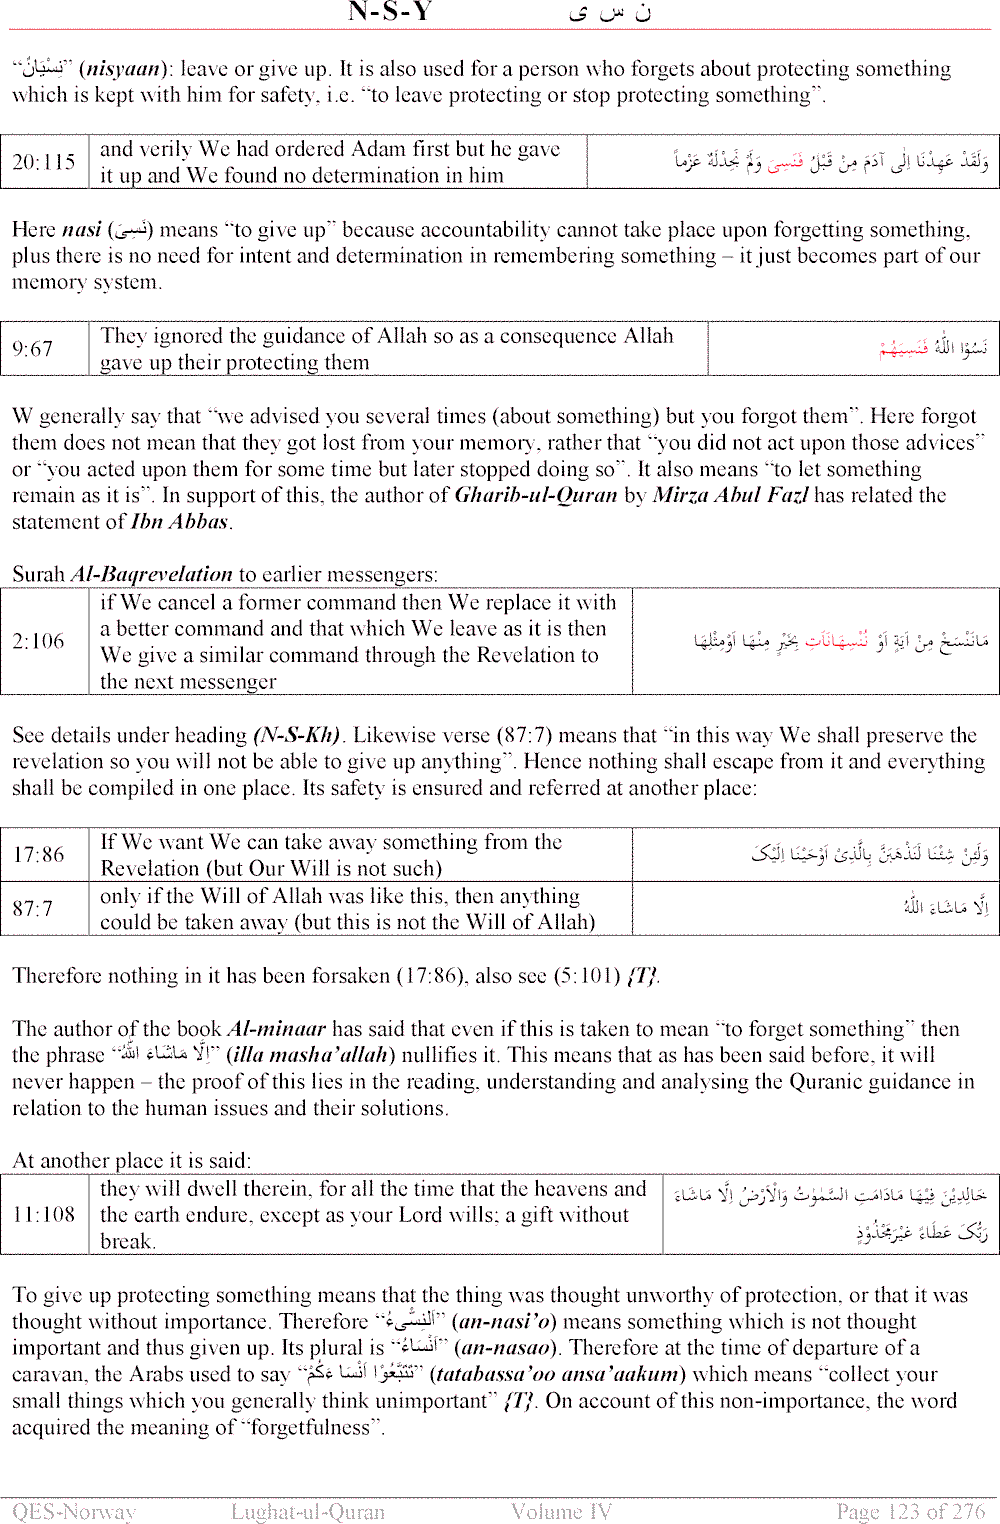 N-S-Y ن س ی
“نِسْیَانٌ” (nisyaan): leave or give up. It is also used for a person who forgets about protecting something
which is kept with him for safety, i.e. “to leave protecting or stop protecting something”.
20:115
and verily We had ordered Adam first but he gave
it up and We found no determination in him
وَلَقَدْ عَهِدْنَا اِلٰی آدَمَ مِنْ قَبْلُ فَنَسِیَ وَلَمْ نَجِدْلَهٗ عَزْماً
Here nasi (نَسِیَ) means “to give up” because accountability cannot take place upon forgetting something,
plus there is no need for intent and determination in remembering something – it just becomes part of our
memory system.
9:67
They ignored the guidance of Allah so as a consequence Allah
gave up their protecting them
نَسُوْا اللّٰهُ فَنَسِیَهُمْ
W generally say that “we advised you several times (about something) but you forgot them”. Here forgot
them does not mean that they got lost from your memory, rather that “you did not act upon those advices”
or “you acted upon them for some time but later stopped doing so”. It also means “to let something
remain as it is”. In support of this, the author of Gharib-ul-Quran by Mirza Abul Fazl has related the
statement of Ibn Abbas.
Surah Al-Baqrevelation to earlier messengers:
2:106
if We cancel a former command then We replace it with
a better command and that which We leave as it is then
We give a similar command through the Revelation to
the next messenger
مَانَنْسَخْ مِنْ اٰیَةٍ اَوْ نُنْسِهَانَاْتِ بِخَیْرٍ مِنْهَا اَوْمِثْلِهَا
See details under heading (N-S-Kh). Likewise verse (87:7) means that “in this way We shall preserve the
revelation so you will not be able to give up anything”. Hence nothing shall escape from it and everything
shall be compiled in one place. Its safety is ensured and referred at another place:
17:86
If We want We can take away something from the
Revelation (but Our Will is not such)
وَلَئِنْ شِئْنَا لَنَذْهَبَنَّ بِالَّذِیْ اَوْحَیْنَا اِلَیْکَ
87:7
only if the Will of Allah was like this, then anything
could be taken away (but this is not the Will of Allah)
اِلَّا مَاشَاءَ اللّٰهُ
Therefore nothing in it has been forsaken (17:86), also see (5:101) {T}.
The author of the book Al-minaar has said that even if this is taken to mean “to forget something” then
the phrase “اِلَّا مَاشَاءَ اللّٰهُ” (illa masha’allah) nullifies it. This means that as has been said before, it will
never happen – the proof of this lies in the reading, understanding and analysing the Quranic guidance in
relation to the human issues and their solutions.
At another place it is said:
11:108
they will dwell therein, for all the time that the heavens and
the earth endure, except as your Lord wills; a gift without
break.
خَالِدِیْنَ فِیْهَا مَادَامَتِ السَّمٰوٰتُ وَالْاَرْضُ اِلَّا مَاشَاءَ
رَبُّکَ عَطَاءً غَیْرَمَجْذُوْذٍ
To give up protecting something means that the thing was thought unworthy of protection, or that it was
thought without importance. Therefore “اَلنِسُّیءُ” (an-nasi’o) means something which is not thought
important and thus given up. Its plural is “اَنْسَاءُ” (an-nasao). Therefore at the time of departure of a
caravan, the Arabs used to say “تَتَبَّعُوْا اَنْسَا ءَکُمْ” (tatabassa’oo ansa’aakum) which means “collect your
small things which you generally think unimportant” {T}. On account of this non-importance, the word
acquired the meaning of “forgetfulness”.
QES-Norway Lughat-ul-Quran Volume IV Page 123 of 276